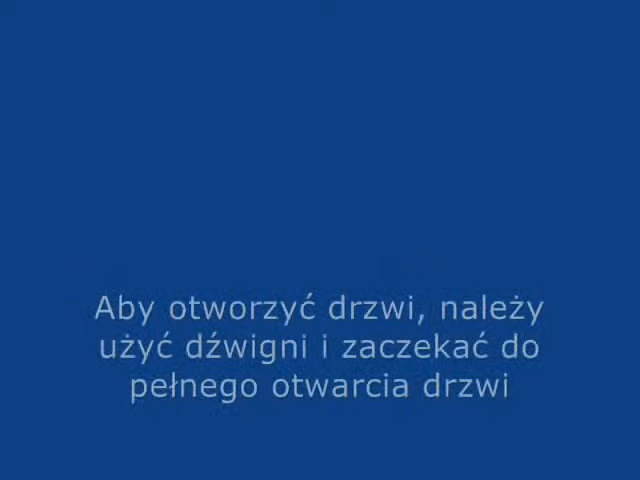 Aby otworzyć drzwi, należy
użyć dźwigni i zaczekać do
pełnego otwarcia drzwi